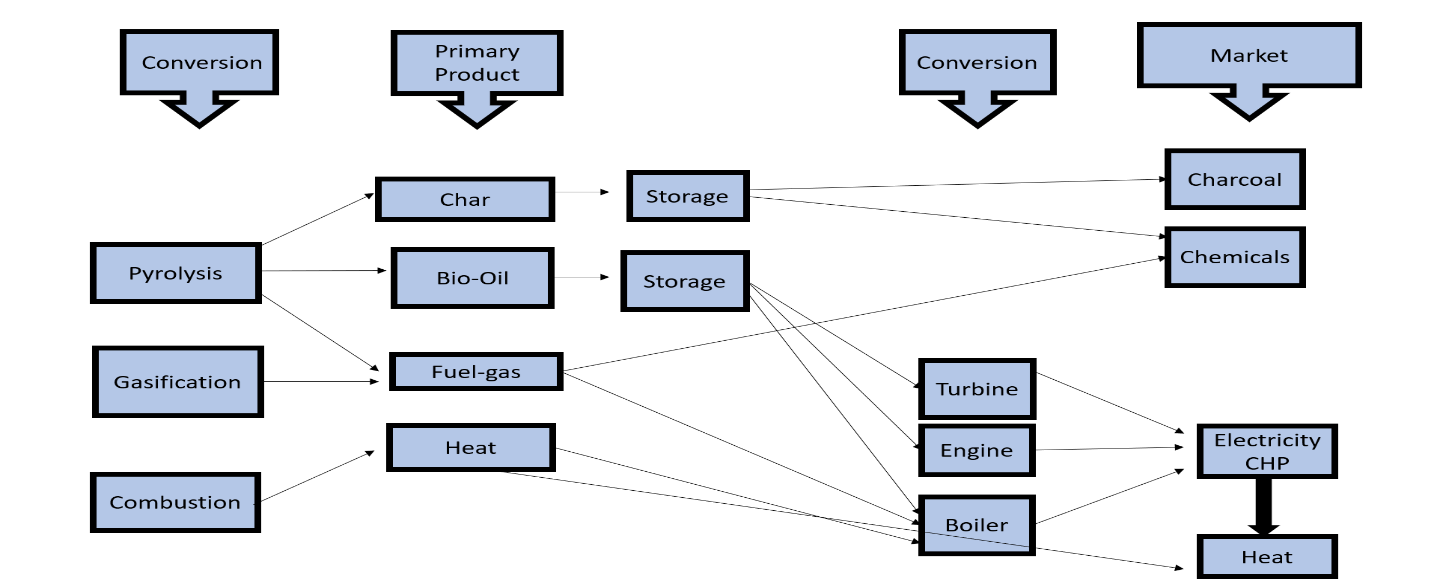 Conversion
Primary
Product
Conversion
Market
Char
Storage
Charcoal
Pyrolysis
Bio-Oil
Storage
Chemicals
Gasification
Fuel-gas
Turbine
Heat
Engine
Electricity
CHP
Combustion
Boiler
Heat